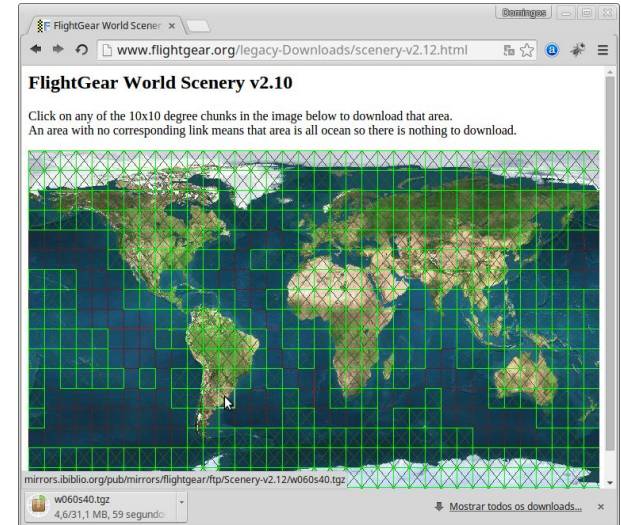 Domingos
FlightGear World Scener
www.flightgear.org/legacy-Downloads/scenery-v2.12.html
FlightGear World Scenery v2.10
Click on any of the 10x10 degree chunks in the image below to download that area.
An area with no corresponding link means that area is all ocean so there is nothing to download.
mirrors.ibiblio.org/pub/mirrors/flightgear/ftp/Scenery-v2.12/w060s40.tgz
w060s40.tgz
4,6/31,1 MB, 59 segundo
Mostrar todos os downloads...